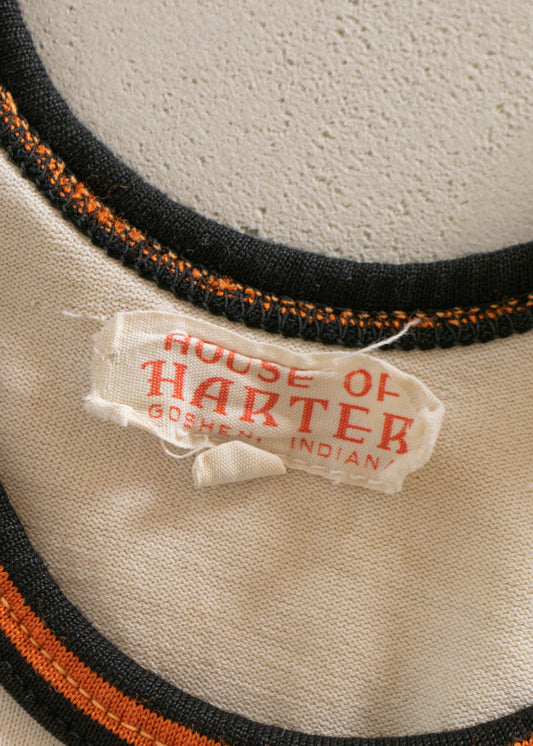 HOUSE OF
HARTER
GOSHEN, INDIANA